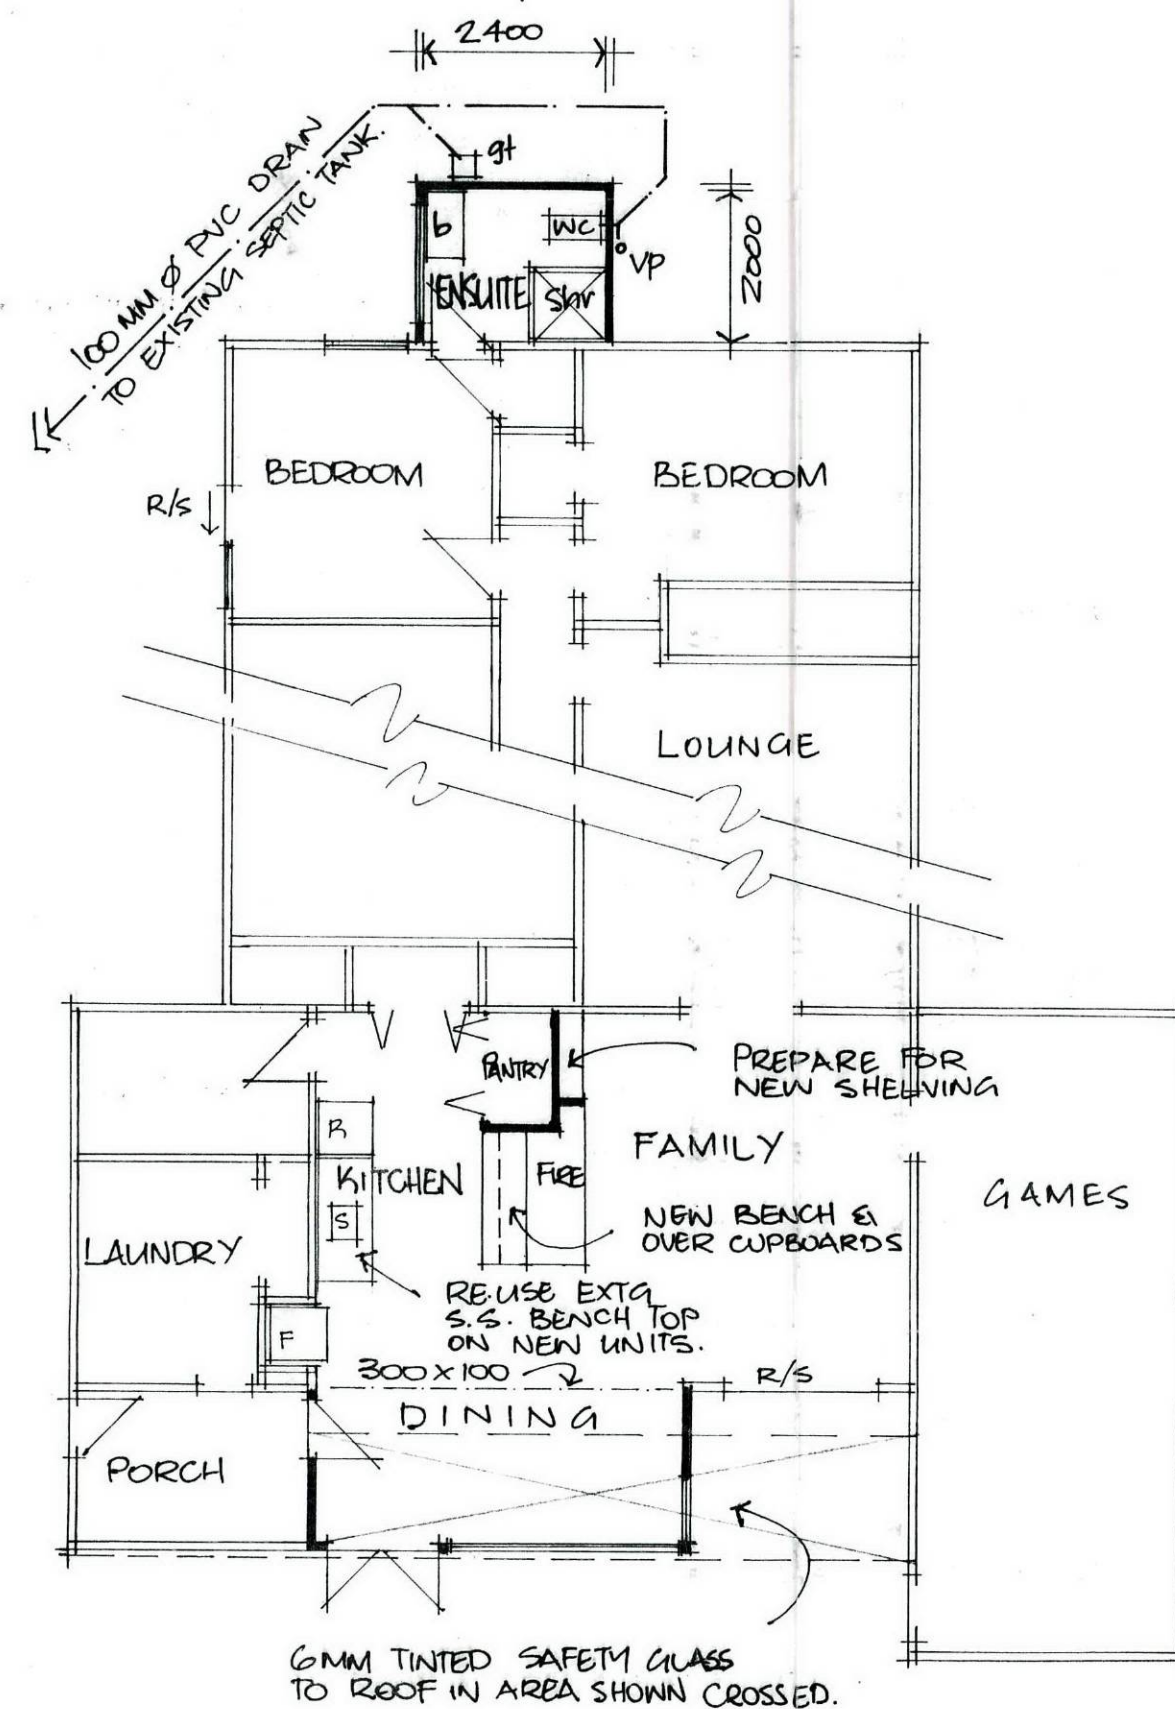 2400
100 MM Ø PVC DRAIN
TO EXISTING SEPTIC TANK.
gt
b
WC
VP
2000
ENSUITE
Shr
BEDROOM
BEDROOM
R/S
LOUNGE
PANTRY
PREPARE FOR
NEW SHELVING
R
KITCHEN
FIRE
FAMILY
GAMES
S
NEW BENCH &
OVER CUPBOARDS
LAUNDRY
RE.USE EXTG
S.S. BENCH TOP
ON NEW UNITS.
F
300 x 100
R/S
DINING
PORCH
6MM TINTED SAFETY GLASS
TO ROOF IN AREA SHOWN CROSSED.